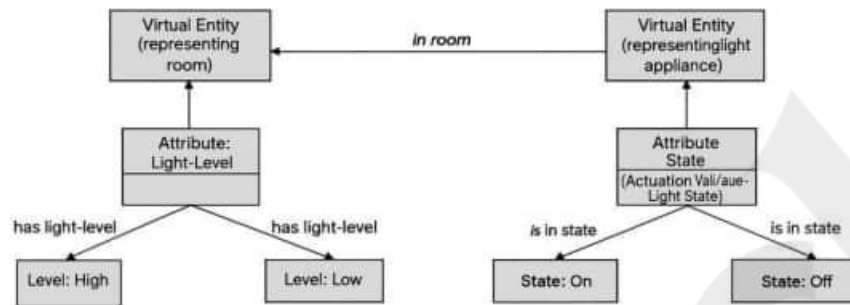 Virtual Entity
(representing
room)
in room
Virtual Entity
(representinglight
appliance)
Attribute:
Light-Level
Attribute
State
(Actuation Vali/aue-
Light State)
has light-level
has light-level
is in state
is in state
Level: High
Level: Low
State: On
State: Off